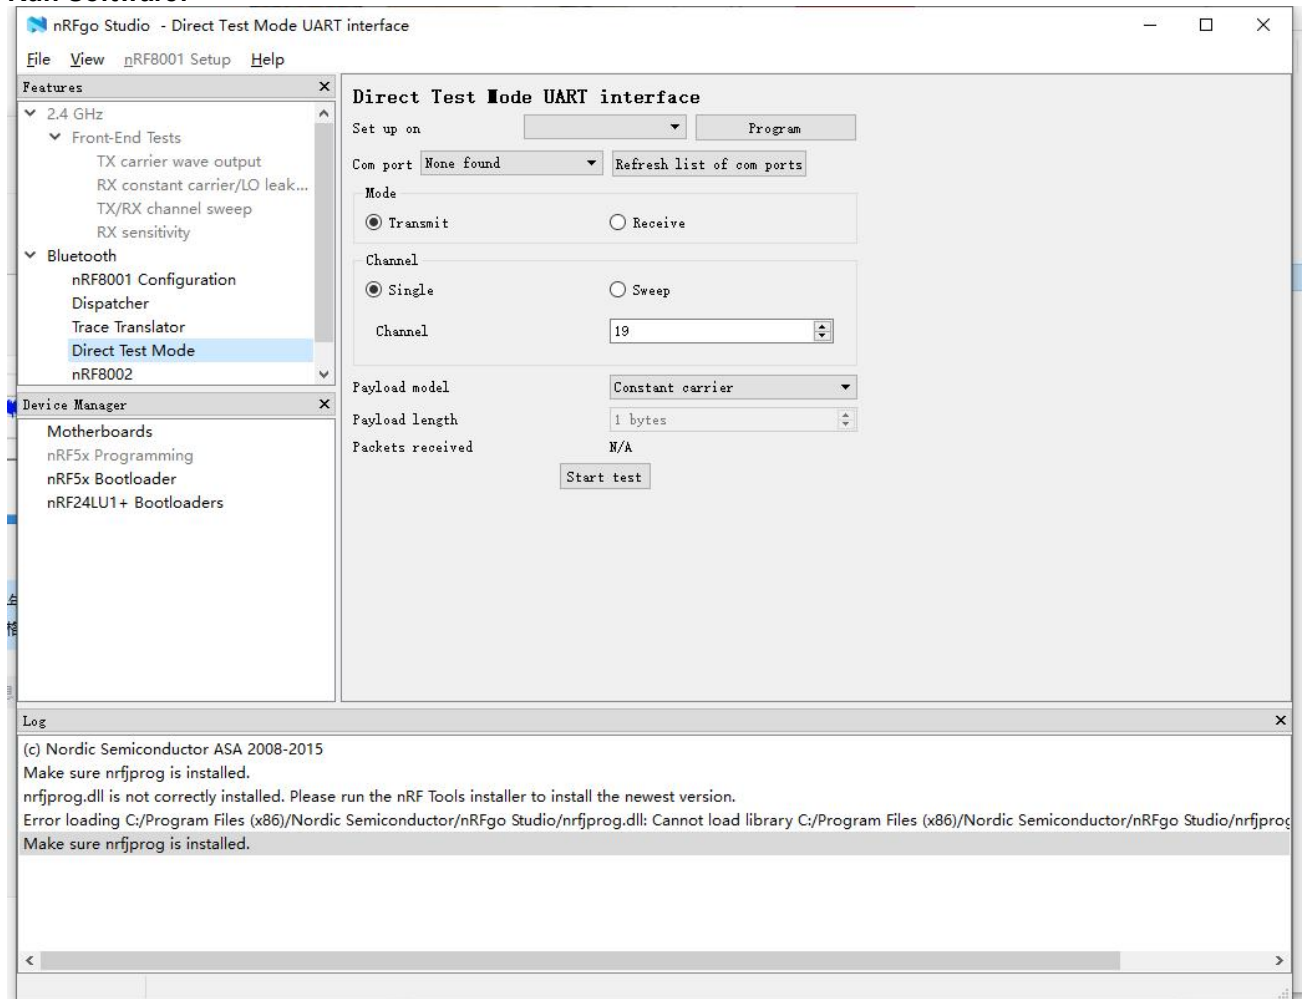 nRFgo Studio - Direct Test Mode UART interface
File View nRF8001 Setup Help
Features
2.4 GHz
Front-End Tests
TX carrier wave output
RX constant carrier/LO leak...
TX/RX channel sweep
RX sensitivity
Bluetooth
nRF8001 Configuration
Dispatcher
Trace Translator
Direct Test Mode
nRF8002
Device Manager
Motherboards
nRF5x Programming
nRF5x Bootloader
nRF24LU1+ Bootloaders
Direct Test Mode UART interface
Set up on Program
Com port None found Refresh list of com ports
Mode
Transmit Receive
Channel
Single Sweep
Channel 19
Payload model Constant carrier
Payload length 1 bytes
Packets received N/A
Start test
Log
(c) Nordic Semiconductor ASA 2008-2015
Make sure nrfjprog is installed.
nrfjprog.dll is not correctly installed. Please run the nRF Tools installer to install the newest version.
Error loading C:/Program Files (x86)/Nordic Semiconductor/nRFgo Studio/nrfjprog.dll: Cannot load library C:/Program Files (x86)/Nordic Semiconductor/nRFgo Studio/nrfjprog
Make sure nrfjprog is installed.